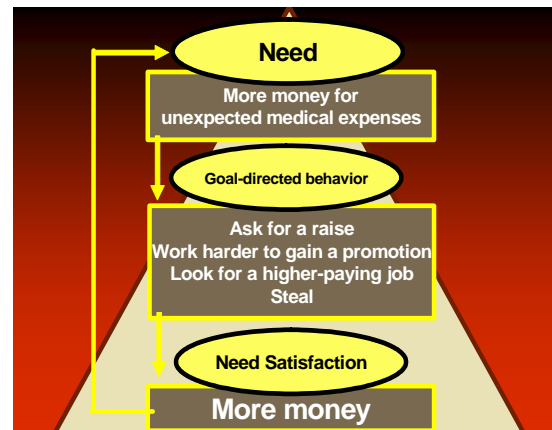 Need
More money for
unexpected medical expenses
Goal-directed behavior
Ask for a raise
Work harder to gain a promotion
Look for a higher-paying job
Steal
Need Satisfaction
More money